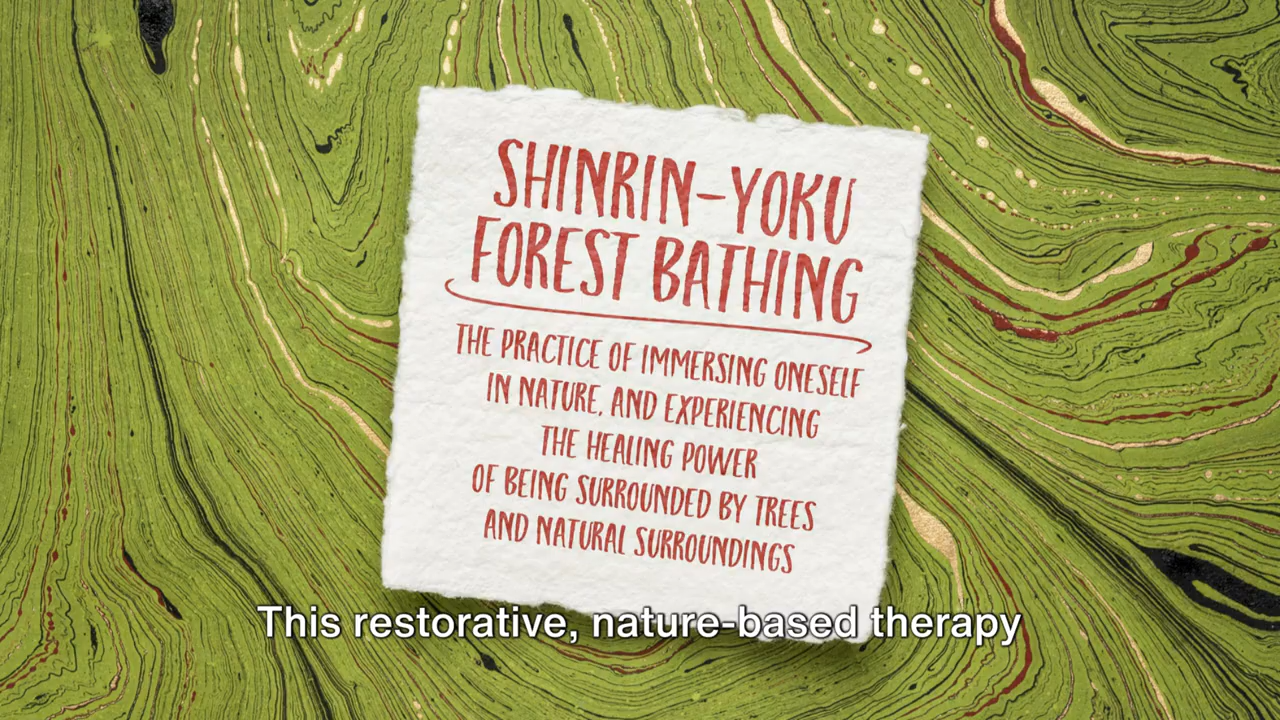 SHINRIN-YOKU
FOREST BATHING
THE PRACTICE OF IMMERSING ONESELF
IN NATURE, AND EXPERIENCING
THE HEALING POWER
OF BEING SURROUNDED BY TREES
AND NATURAL SURROUNDINGS
This restorative, nature-based therapy